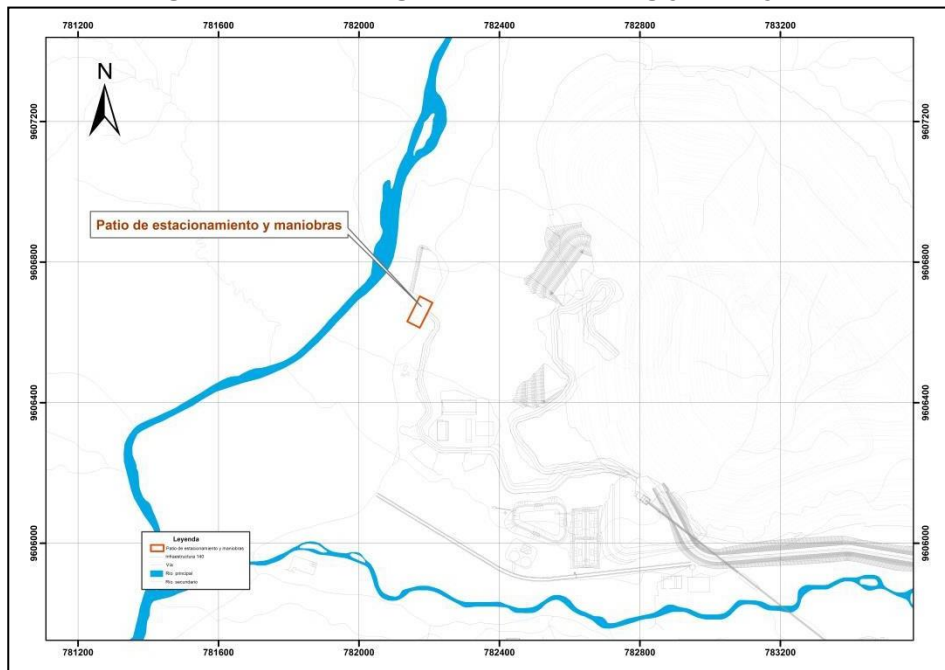 781200 781600 782000 782400 782800 783200
N
9607200 9607200
Patio de estacionamiento y maniobras
9606800 9606800
9606400 9606400
9606000 9606000
Leyenda
Patio de estacionamiento y maniobras
Infraestructura
Vía
Río principal
Río secundario
781200 781600 782000 782400 782800 783200